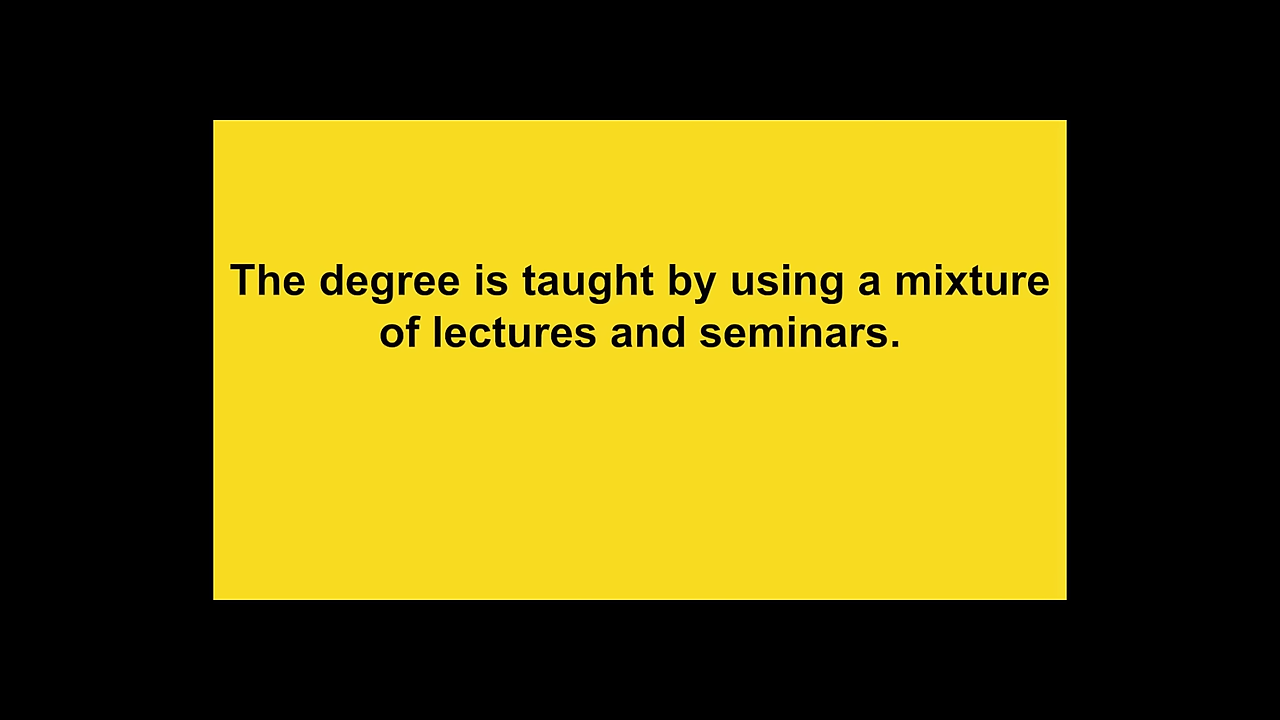 The degree is taught by using a mixture
of lectures and seminars.